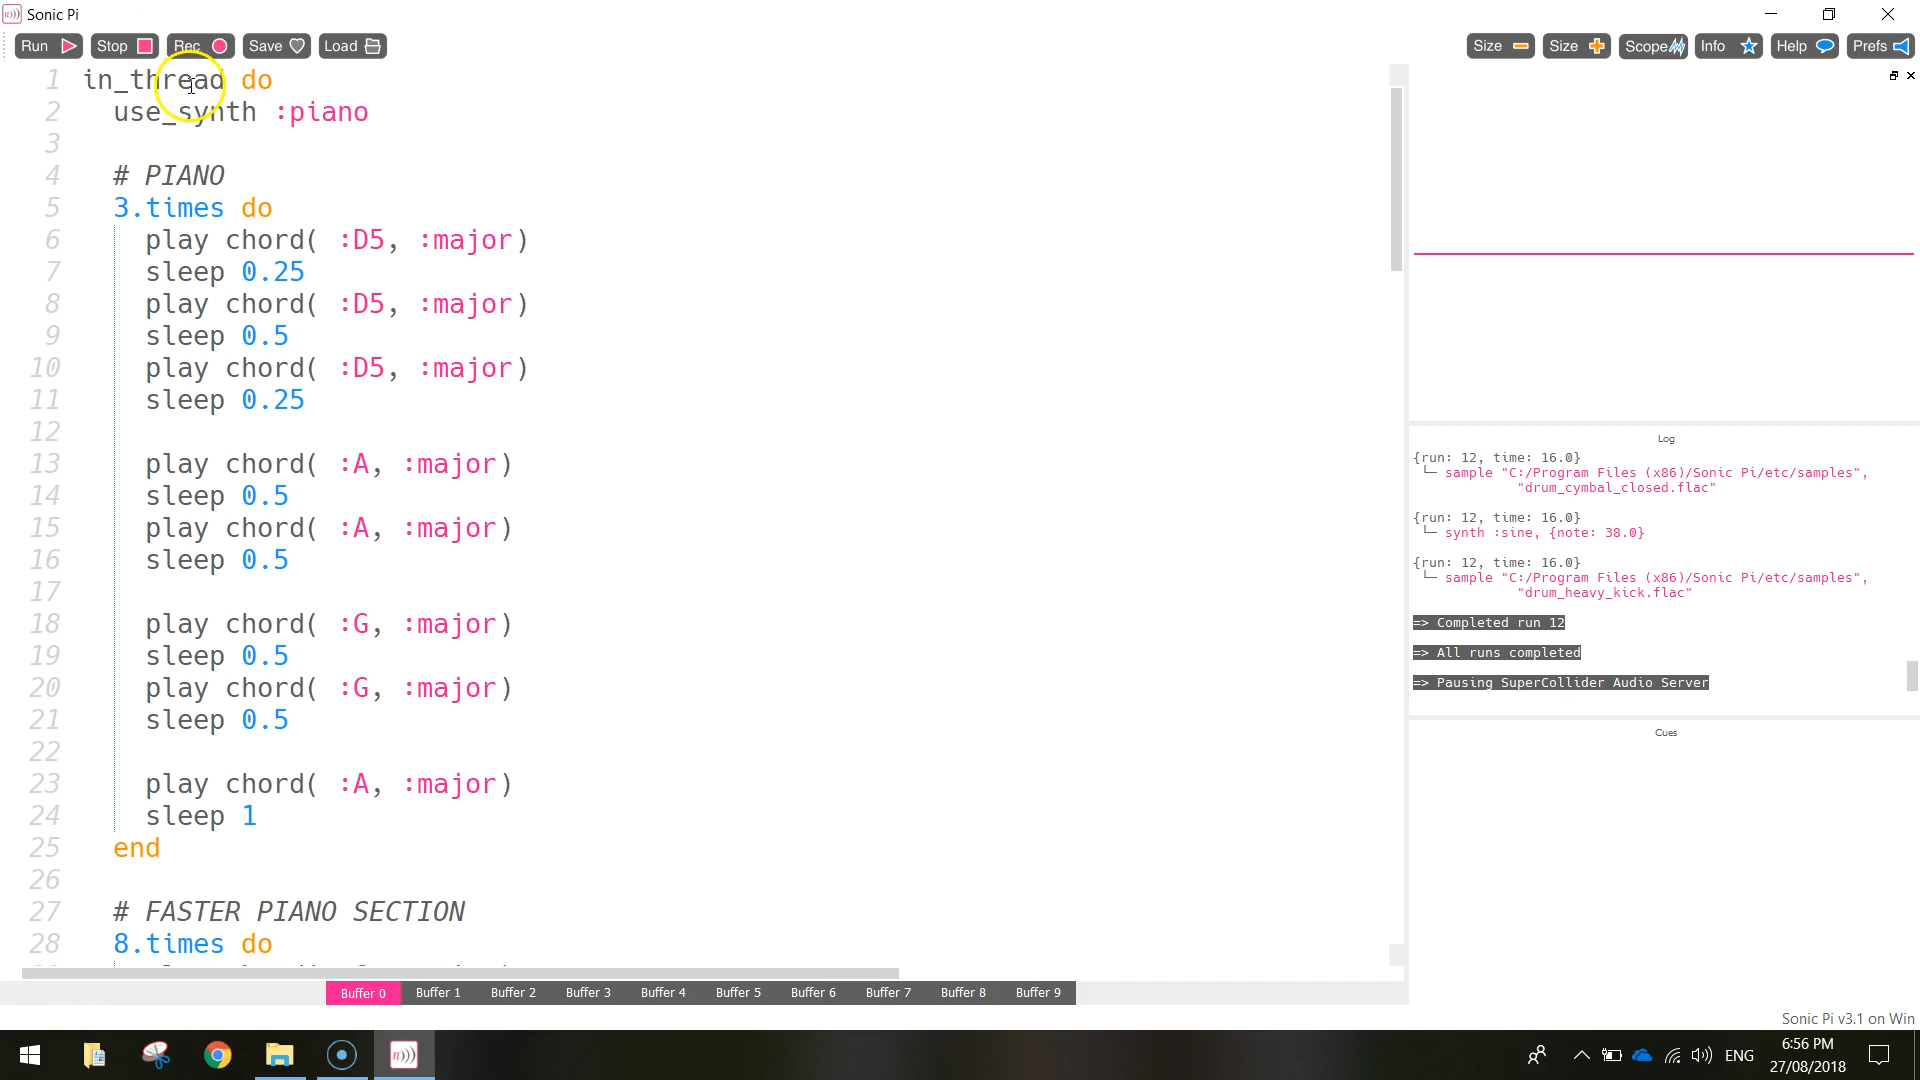 Sonic Pi
Run Stop Rec Save Load Size Size Scope Info Help Prefs
1 in_thread do
2 use_synth :piano
3
4 # PIANO
5 3.times do
6 play chord( :D5, :major)
7 sleep 0.25
8 play chord( :D5, :major)
9 sleep 0.5
10 play chord( :D5, :major)
11 sleep 0.25
12
13 play chord( :A, :major)
14 sleep 0.5
15 play chord( :A, :major)
16 sleep 0.5
17
18 play chord( :G, :major)
19 sleep 0.5
20 play chord( :G, :major)
21 sleep 0.5
22
23 play chord( :A, :major)
24 sleep 1
25 end
26
27 # FASTER PIANO SECTION
28 8.times do
Log
{run: 12, time: 16.0}
└─ sample "C:/Program Files (x86)/Sonic Pi/etc/samples",
"drum_cymbal_closed.flac"
{run: 12, time: 16.0}
└─ synth :sine, {note: 38.0}
{run: 12, time: 16.0}
└─ sample "C:/Program Files (x86)/Sonic Pi/etc/samples",
"drum_heavy_kick.flac"
=> Completed run 12
=> All runs completed
=> Pausing SuperCollider Audio Server
Cues
Buffer 0 Buffer 1 Buffer 2 Buffer 3 Buffer 4 Buffer 5 Buffer 6 Buffer 7 Buffer 8 Buffer 9
Sonic Pi v3.1 on Win
ENG
6:56 PM
27/08/2018